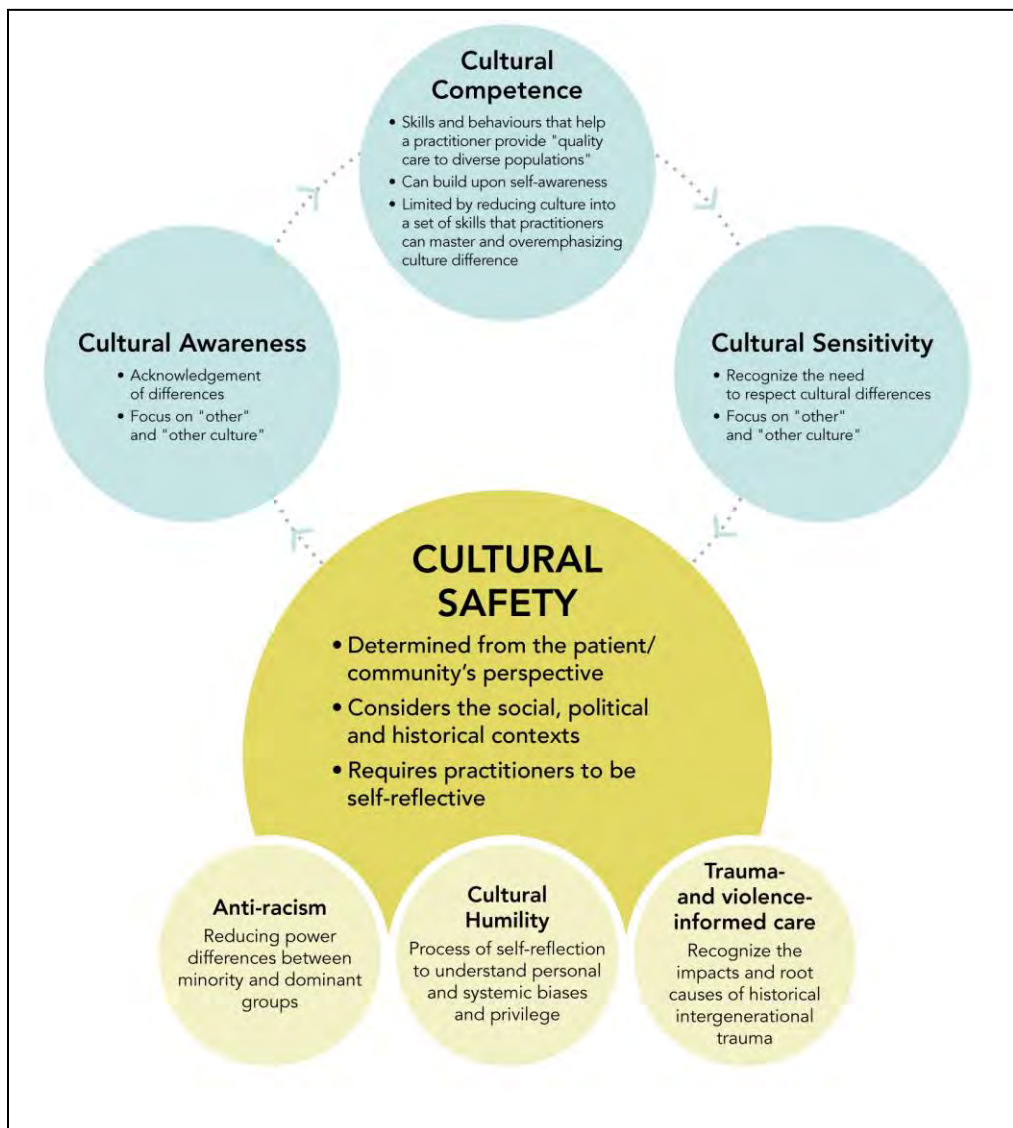 Cultural
Competence
• Skills and behaviours that help
a practitioner provide "quality
care to diverse populations"
• Can build upon self-awareness
• Limited by reducing culture into
a set of skills that practitioners
can master and overemphasizing
culture difference
Cultural Awareness
• Acknowledgement
of differences
• Focus on "other"
and "other culture"
Cultural Sensitivity
• Recognize the need
to respect cultural differences
• Focus on "other"
and "other culture"
CULTURAL
SAFETY
• Determined from the patient/
community's perspective
• Considers the social, political
and historical contexts
• Requires practitioners to be
self-reflective
Anti-racism
Reducing power
differences between
minority and dominant
groups
Cultural
Humility
Process of self-reflection
to understand personal
and systemic biases
and privilege
Trauma-
and violence-
informed care
Recognize the
impacts and root
causes of historical
intergenerational
trauma